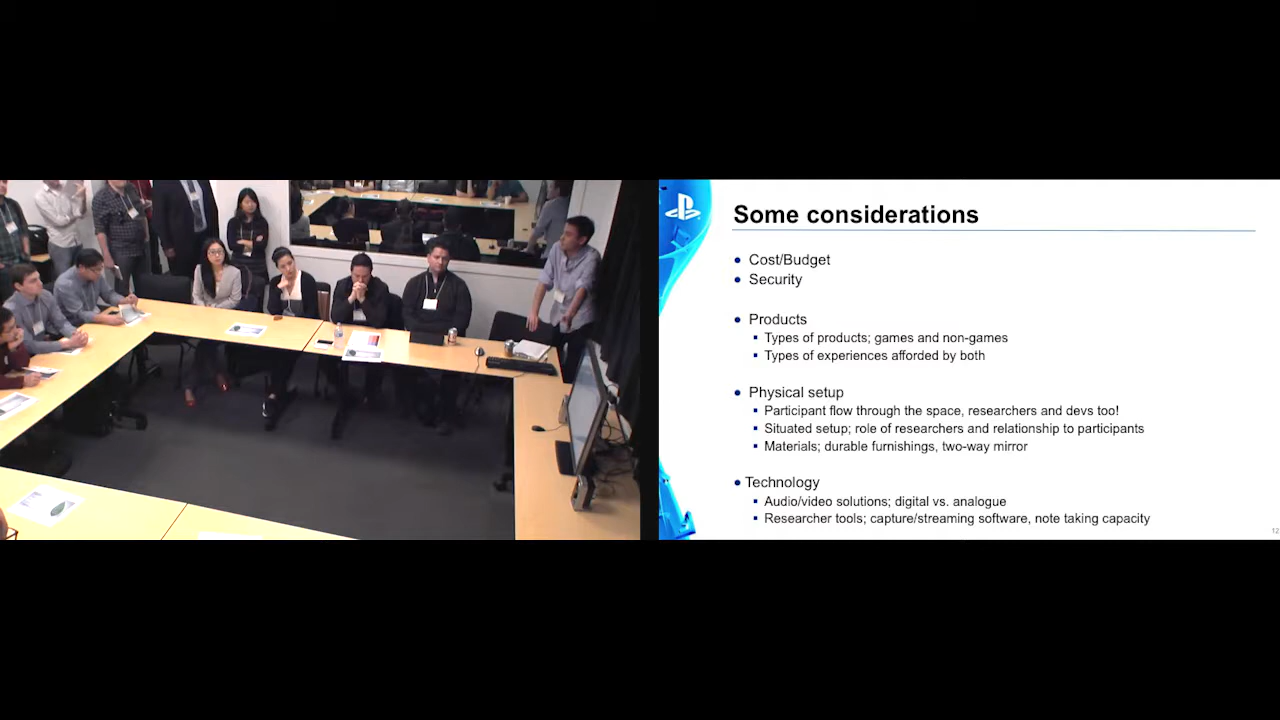 Some considerations
• Cost/Budget
• Security
• Products
▪ Types of products; games and non-games
▪ Types of experiences afforded by both
• Physical setup
▪ Participant flow through the space, researchers and devs too!
▪ Situated setup; role of researchers and relationship to participants
▪ Materials; durable furnishings, two-way mirror
• Technology
▪ Audio/video solutions; digital vs. analogue
▪ Researcher tools; capture/streaming software, note taking capacity
12